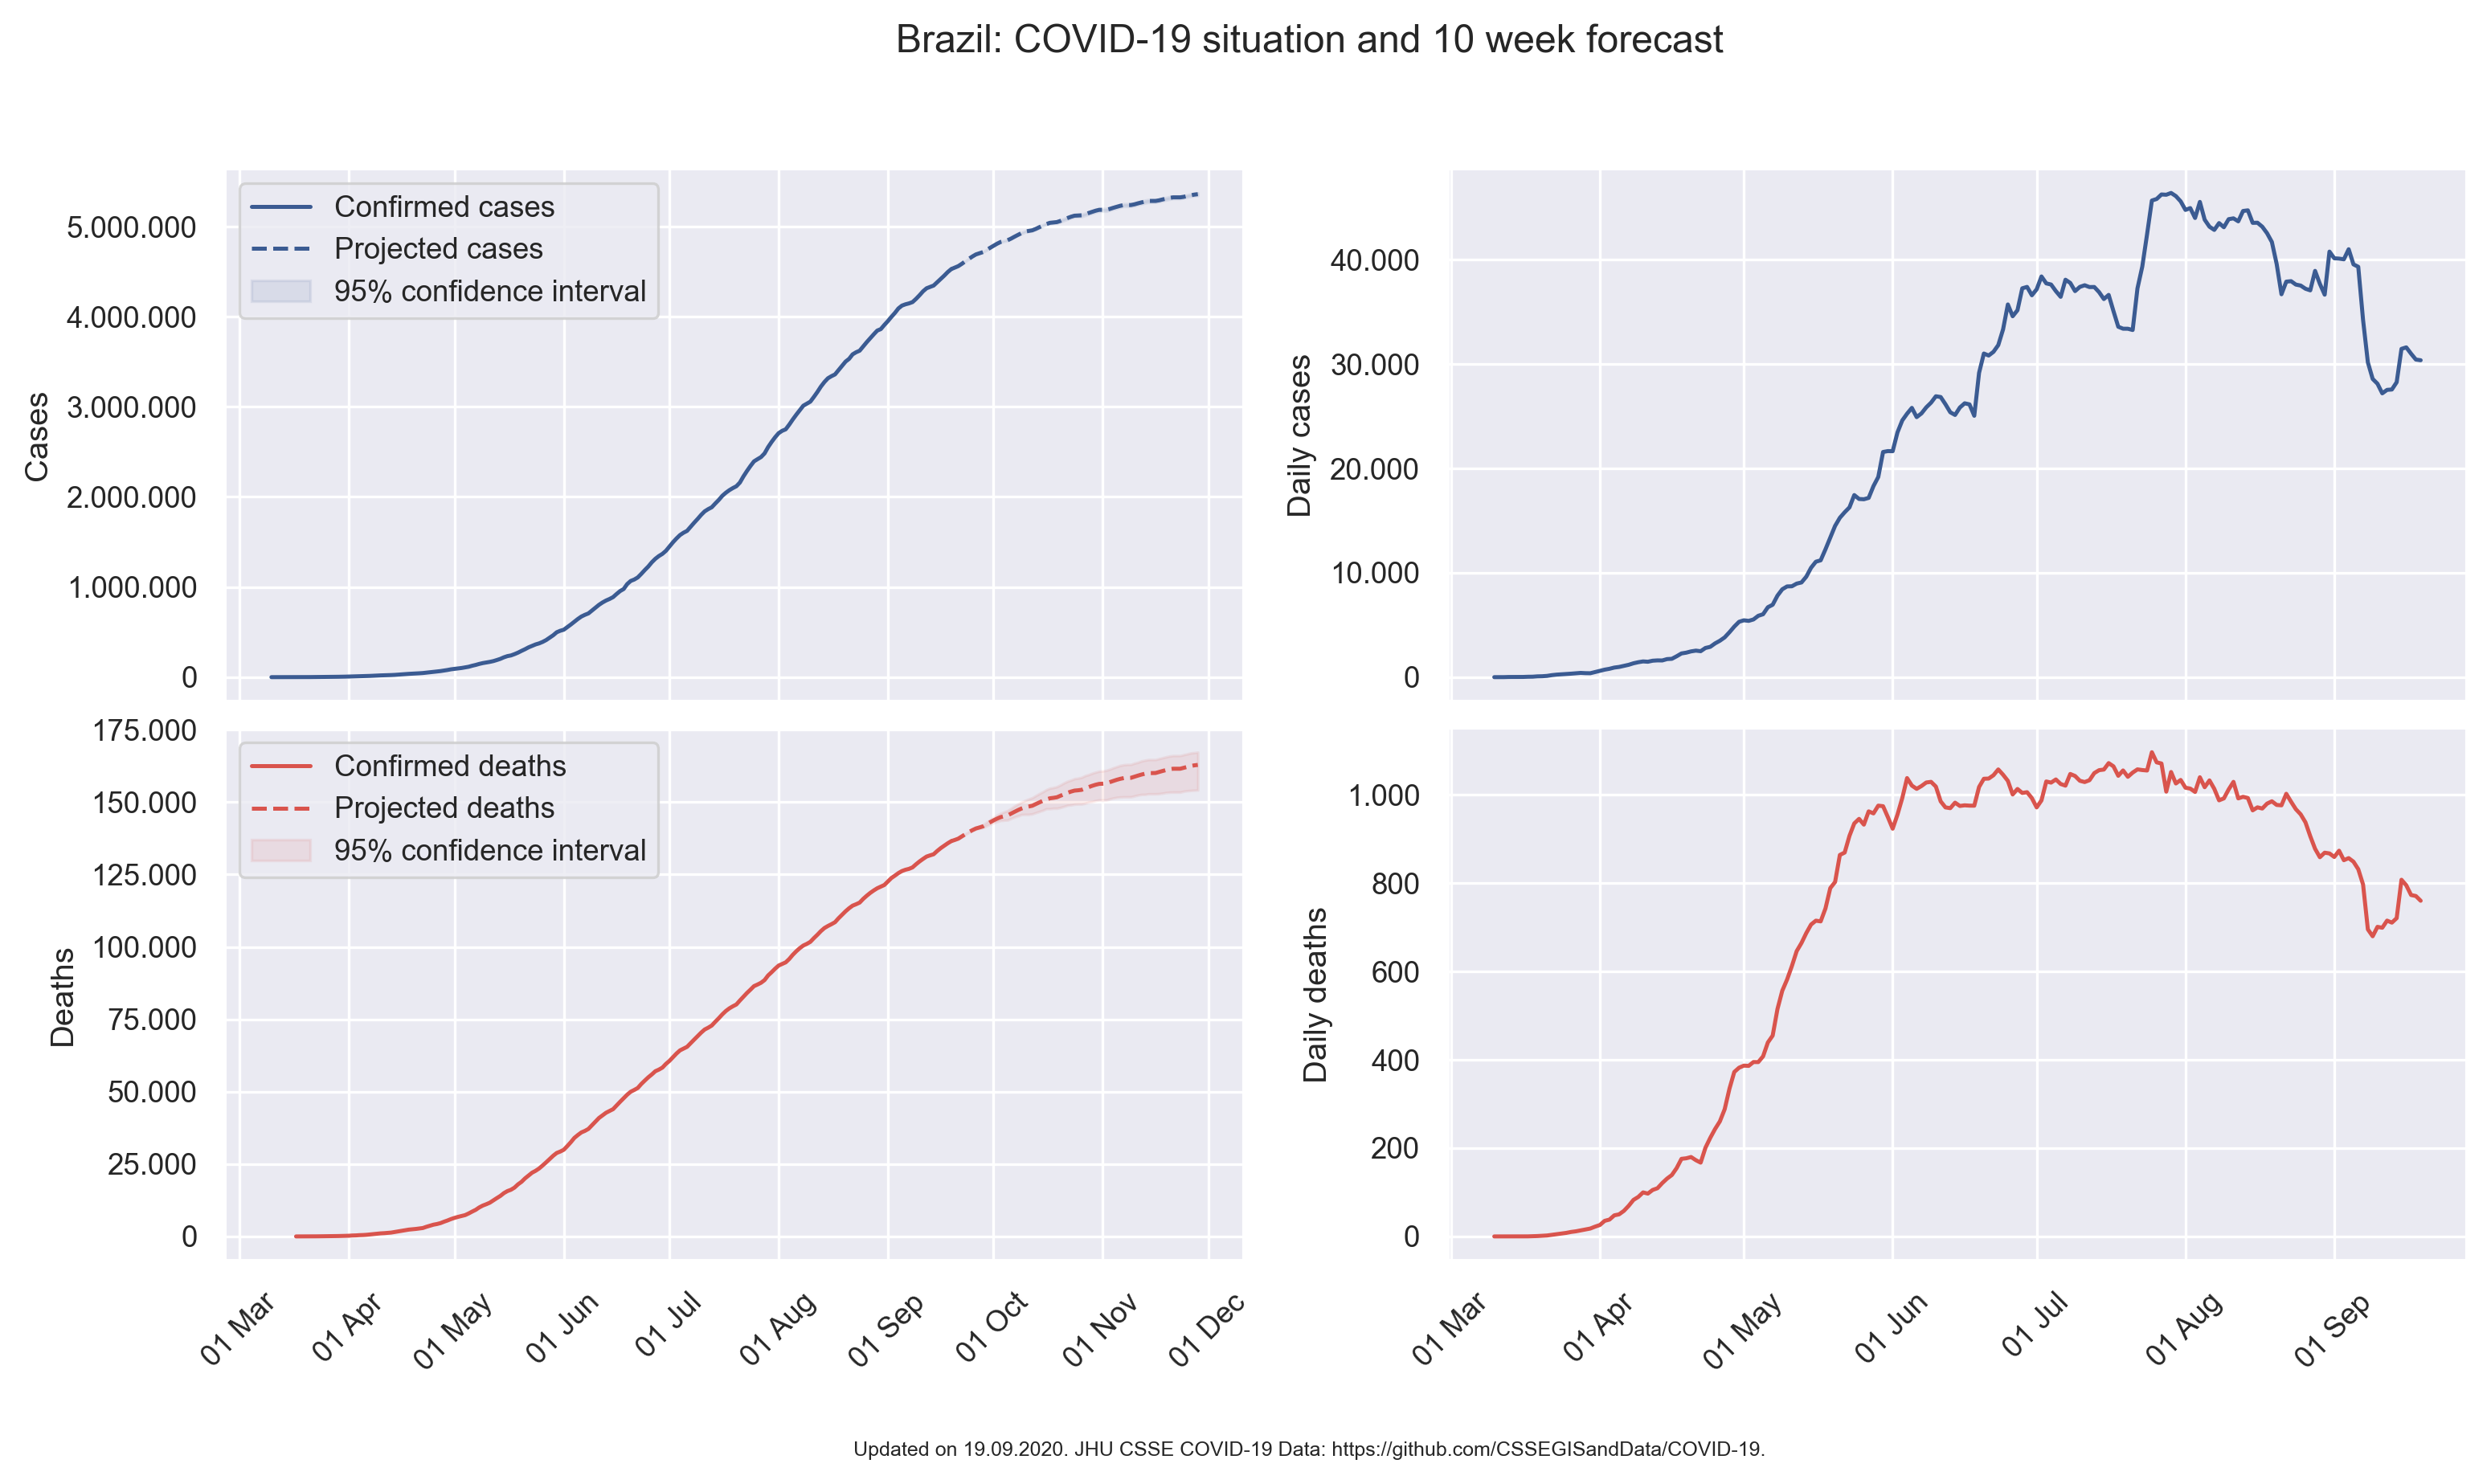 Brazil: COVID-19 situation and 10 week forecast
Confirmed cases
Projected cases
95% confidence interval
Cases
5.000.000
4.000.000
3.000.000
2.000.000
1.000.000
0
Daily cases
40.000
30.000
20.000
10.000
0
Confirmed deaths
Projected deaths
95% confidence interval
Deaths
175.000
150.000
125.000
100.000
75.000
50.000
25.000
0
01 Mar
01 Apr
01 May
01 Jun
01 Jul
01 Aug
01 Sep
01 Oct
01 Nov
01 Dec
Daily deaths
1.000
800
600
400
200
0
01 Mar
01 Apr
01 May
01 Jun
01 Jul
01 Aug
01 Sep
Updated on 19.09.2020. JHU CSSE COVID-19 Data: https://github.com/CSSEGISandData/COVID-19.